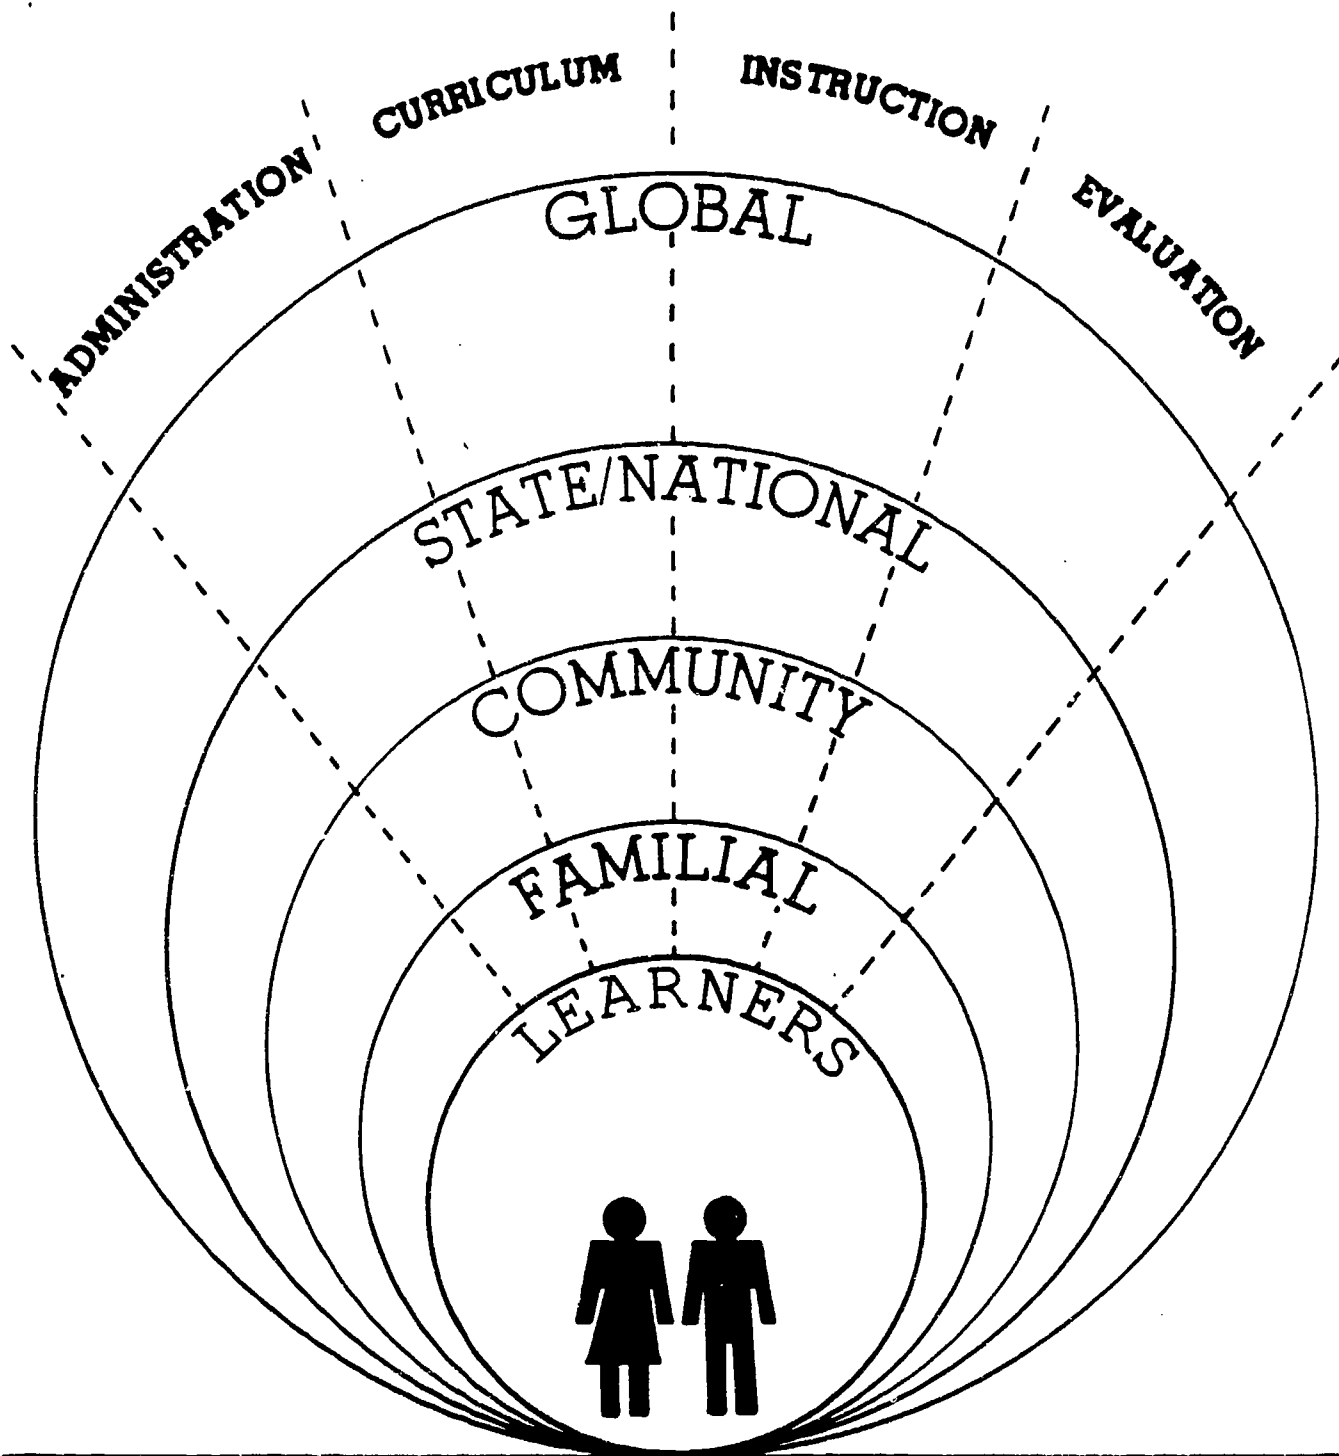 ADMINISTRATION
CURRICULUM
INSTRUCTION
EVALUATION
GLOBAL
STATE/NATIONAL
COMMUNITY
FAMILIAL
LEARNERS